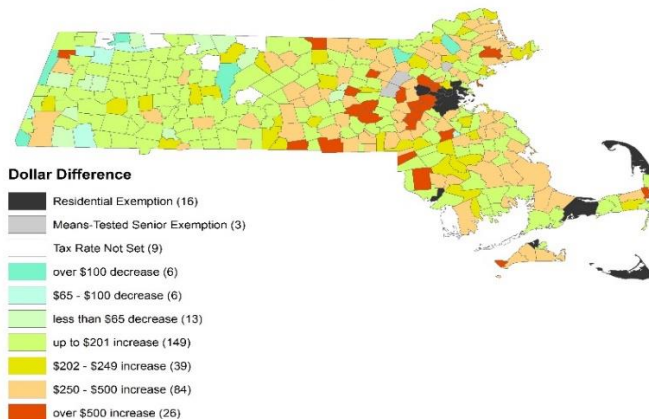 Dollar Difference
Residential Exemption (16)
Means-Tested Senior Exemption (3)
Tax Rate Not Set (9)
over $100 decrease (6)
$65 - $100 decrease (6)
less than $65 decrease (13)
up to $201 increase (149)
$202 - $249 increase (39)
$250 - $500 increase (84)
over $500 increase (26)